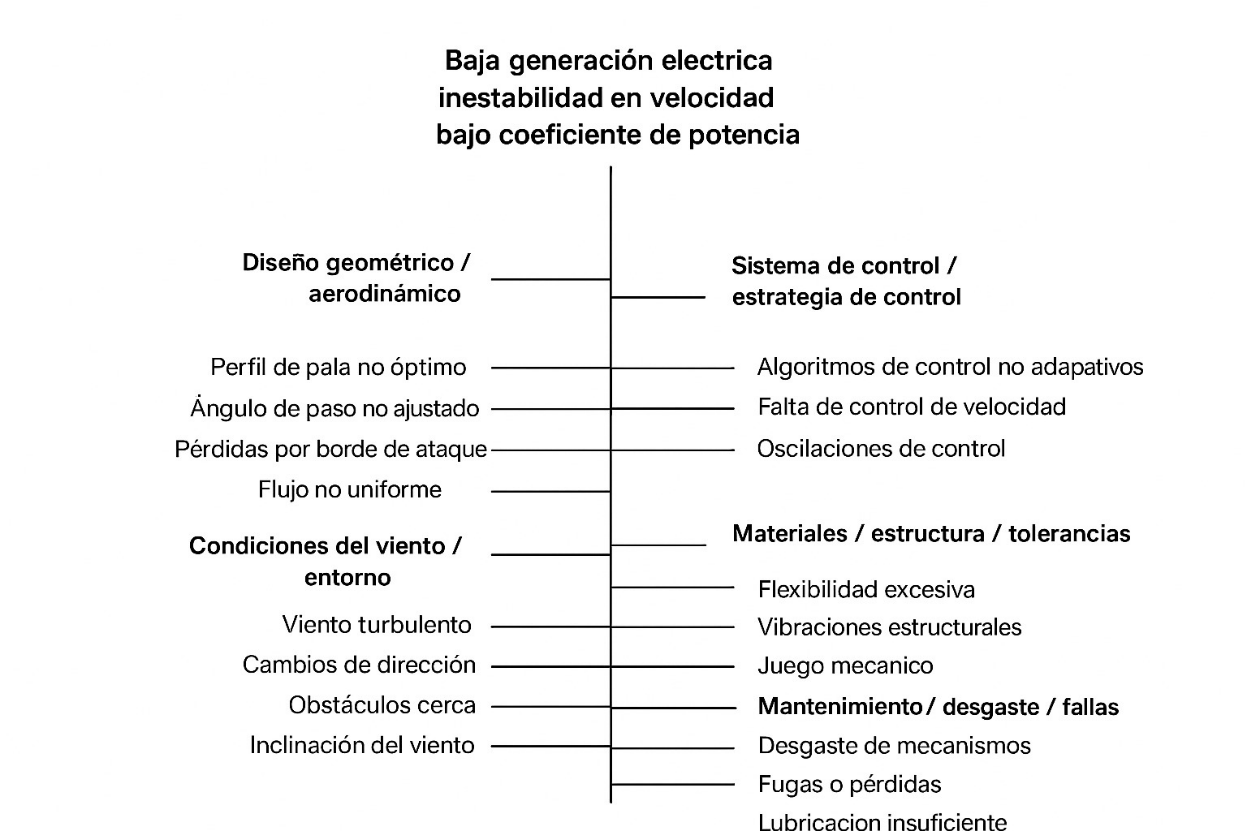 Baja generación electrica
inestabilidad en velocidad
bajo coeficiente de potencia
Diseño geométrico /
aerodinámico
Perfil de pala no óptimo
Ángulo de paso no ajustado
Pérdidas por borde de ataque
Flujo no uniforme
Condiciones del viento /
entorno
Viento turbulento
Cambios de dirección
Obstáculos cerca
Inclinación del viento
Sistema de control /
estrategia de control
Algoritmos de control no adapativos
Falta de control de velocidad
Oscilaciones de control
Materiales / estructura / tolerancias
Flexibilidad excesiva
Vibraciones estructurales
Juego mecanico
Mantenimiento / desgaste / fallas
Desgaste de mecanismos
Fugas o pérdidas
Lubricacion insuficiente